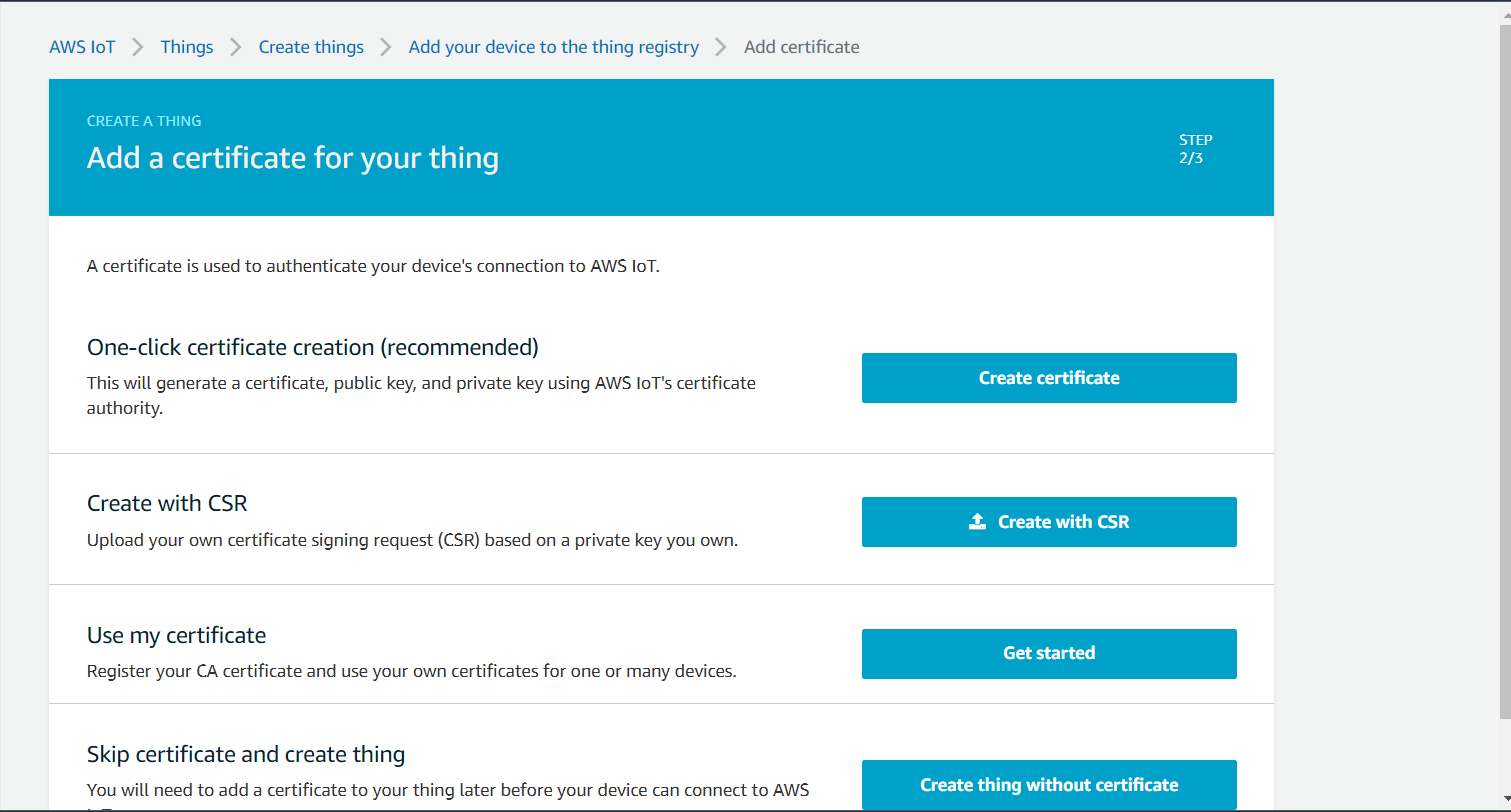 AWS IoT > Things > Create things > Add your device to the thing registry > Add certificate
CREATE A THING
Add a certificate for your thing
STEP
2/3
A certificate is used to authenticate your device's connection to AWS IoT.
One-click certificate creation (recommended)
This will generate a certificate, public key, and private key using AWS IoT's certificate
authority.
Create certificate
Create with CSR
Upload your own certificate signing request (CSR) based on a private key you own.
Create with CSR
Use my certificate
Register your CA certificate and use your own certificates for one or many devices.
Get started
Skip certificate and create thing
You will need to add a certificate to your thing later before your device can connect to AWS
Create thing without certificate